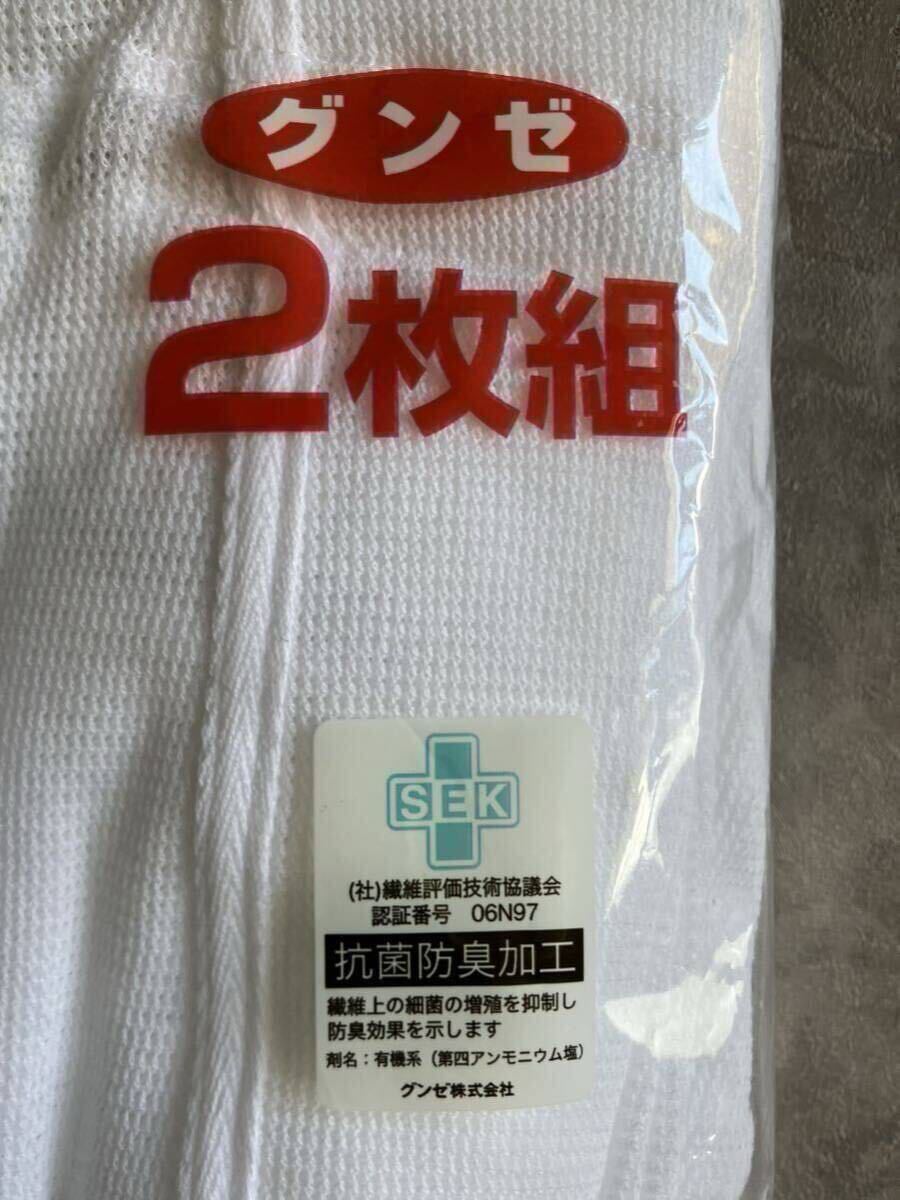 グンゼ
2枚組
SEK
(社)繊維評価技術協議会
認証番号　06N97
抗菌防臭加工
繊維上の細菌の増殖を抑制し
防臭効果を示します
剤名：有機系（第四アンモニウム塩）
グンゼ株式会社